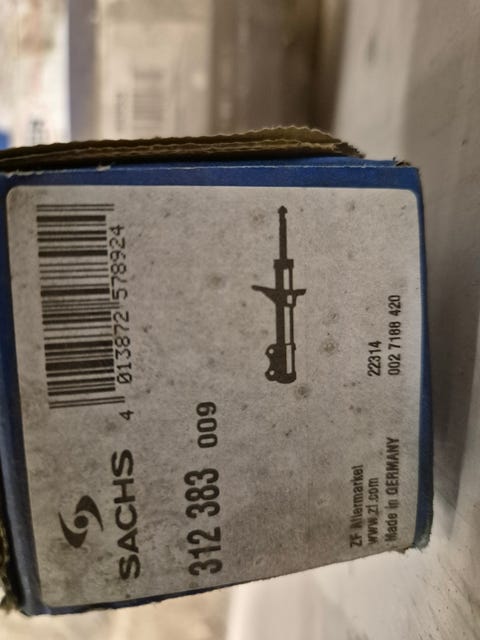 4 013872 578924
SACHS
312 383 009
22314
002 7188 420
ZF Aftermarket
www.zf.com
Made in GERMANY